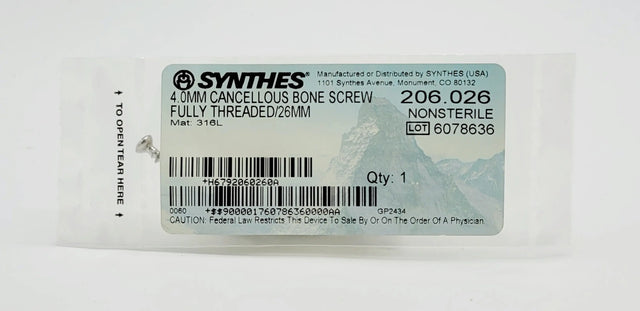 SYNTHES®
Manufactured or Distributed by SYNTHES (USA)
1101 Synthes Avenue, Monument, CO 80132
4.0MM CANCELLOUS BONE SCREW
FULLY THREADED/26MM
Mat: 316L
206.026
NONSTERILE
LOT 6078636
+H6792060260A
Qty: 1
0060 +$$900001760786360000AA GP2434
CAUTION: Federal Law Restricts This Device To Sale By Or On The Order Of A Physician.
TO OPEN TEAR HERE